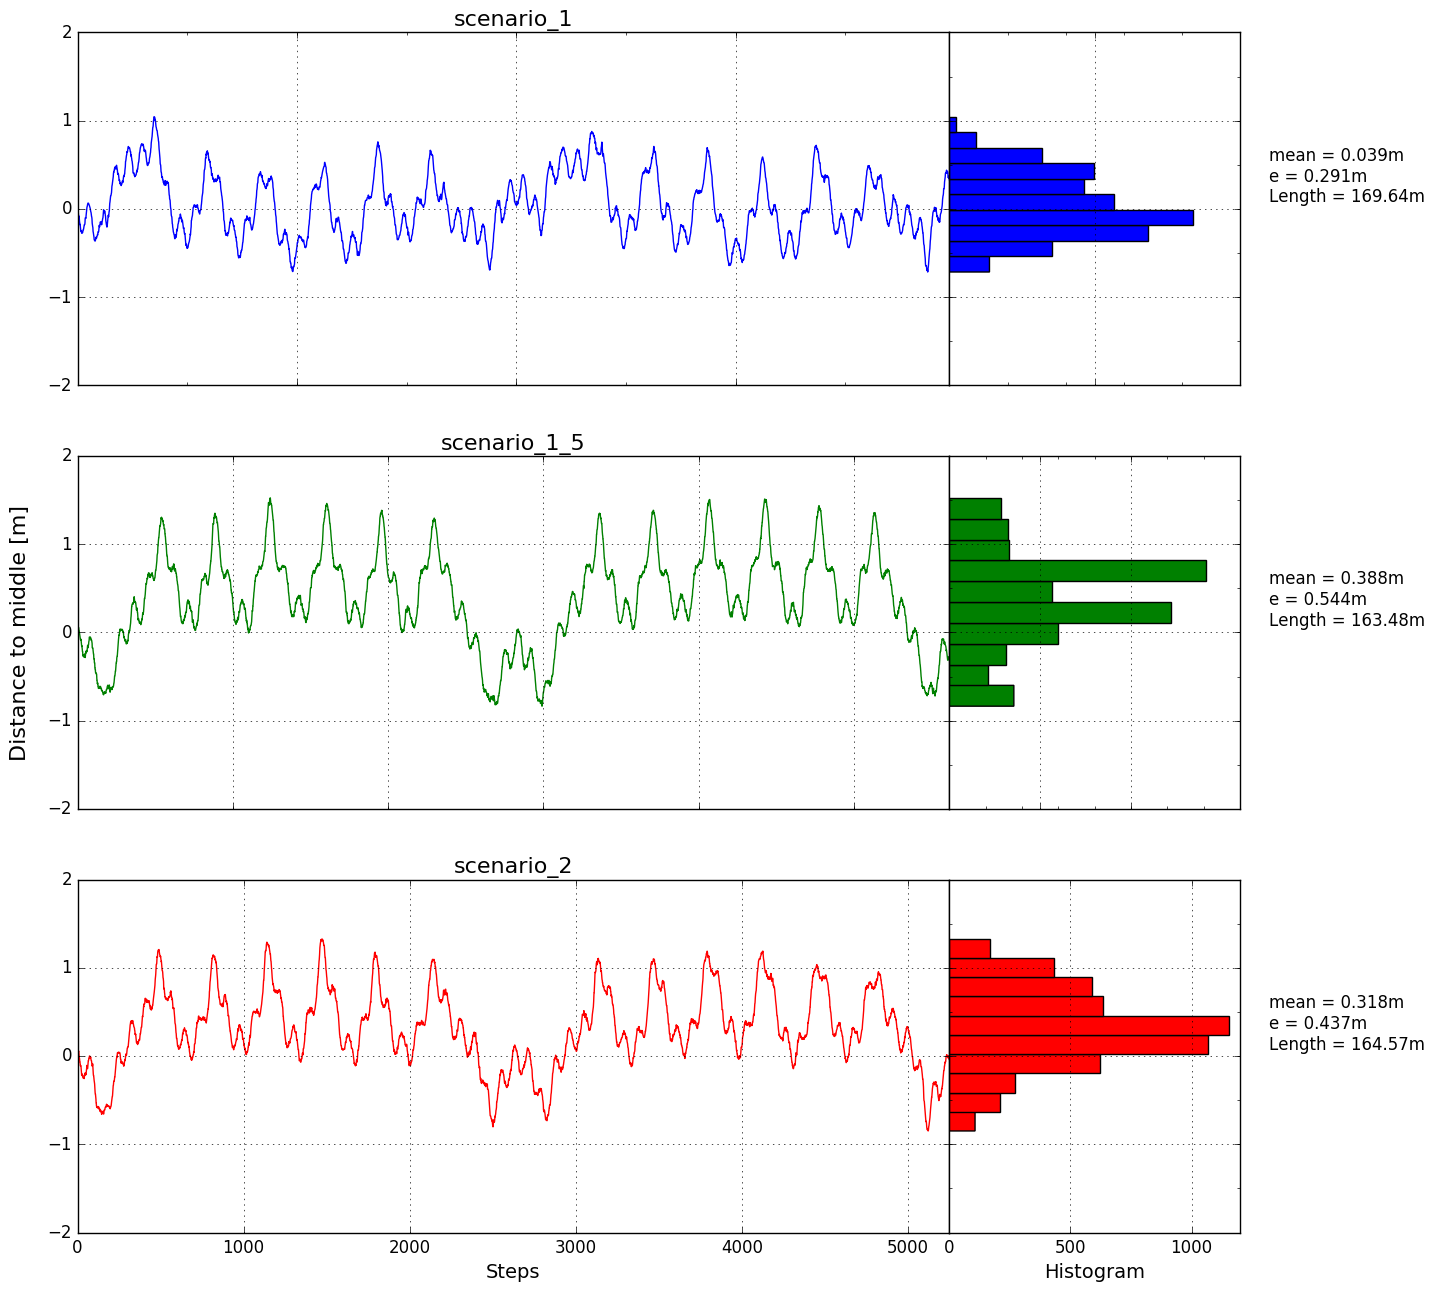 scenario_1
2
1
0
−1
−2
mean = 0.039m
e = 0.291m
Length = 169.64m
scenario_1_5
2
1
0
−1
−2
mean = 0.388m
e = 0.544m
Length = 163.48m
Distance to middle [m]
scenario_2
2
1
0
−1
−2
mean = 0.318m
e = 0.437m
Length = 164.57m
0 1000 2000 3000 4000 5000 0 500 1000
Steps Histogram